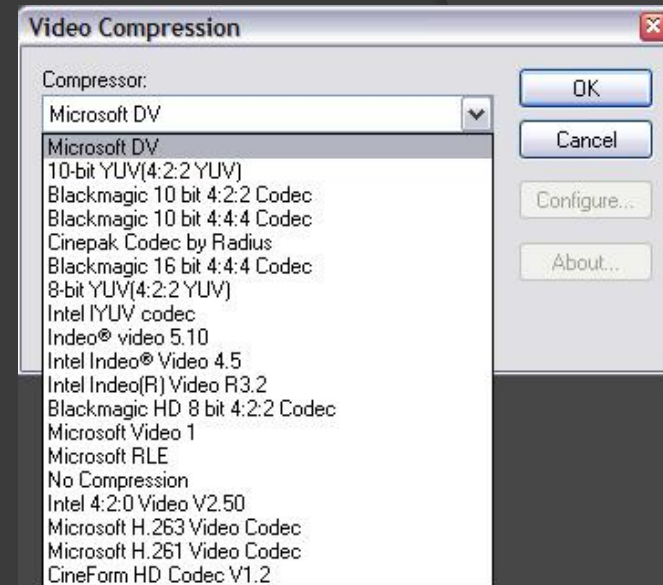 Video Compression
Compressor:
Microsoft DV
OK
Cancel
Configure...
About...
Microsoft DV
10-bit YUV(4:2:2 YUV)
Blackmagic 10 bit 4:2:2 Codec
Blackmagic 10 bit 4:4:4 Codec
Cinepak Codec by Radius
Blackmagic 16 bit 4:4:4 Codec
8-bit YUV(4:2:2 YUV)
Intel IYUV codec
Indeo® video 5.10
Intel Indeo® Video 4.5
Intel Indeo(R) Video R3.2
Blackmagic HD 8 bit 4:2:2 Codec
Microsoft Video 1
Microsoft RLE
No Compression
Intel 4:2:0 Video V2.50
Microsoft H.263 Video Codec
Microsoft H.261 Video Codec
CineForm HD Codec V1.2